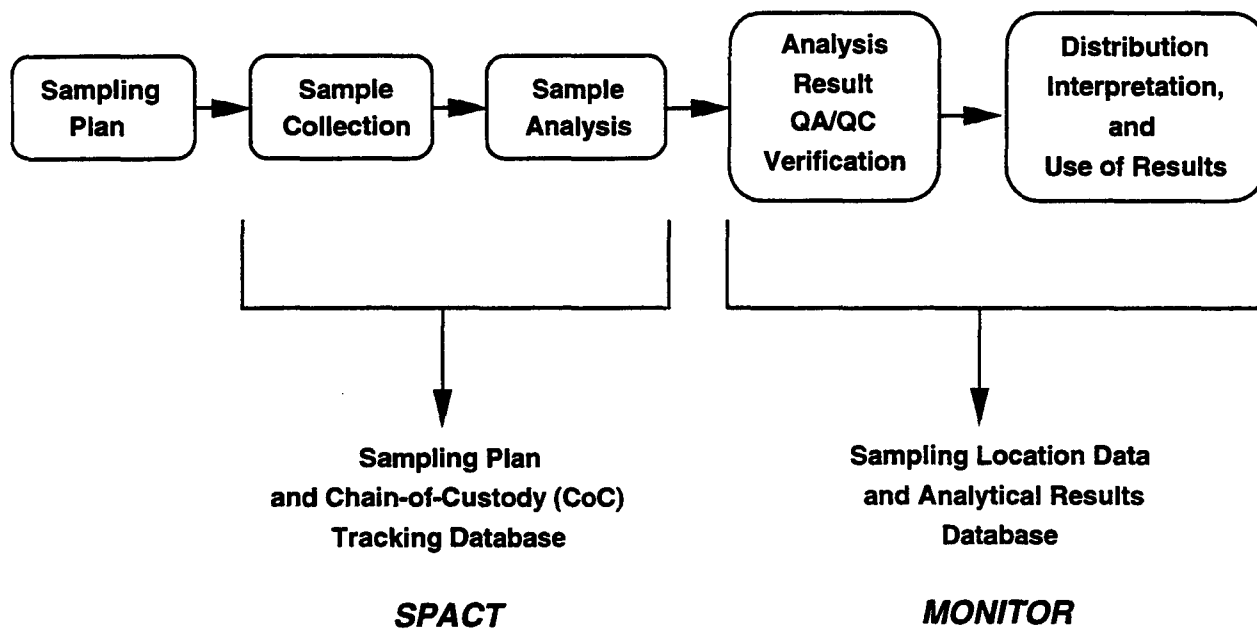 Sampling
Plan
Sample
Collection
Sample
Analysis
Analysis
Result
QA/QC
Verification
Distribution
Interpretation,
and
Use of Results
Sampling Plan
and Chain-of-Custody (CoC)
Tracking Database
Sampling Location Data
and Analytical Results
Database
SPACT
MONITOR